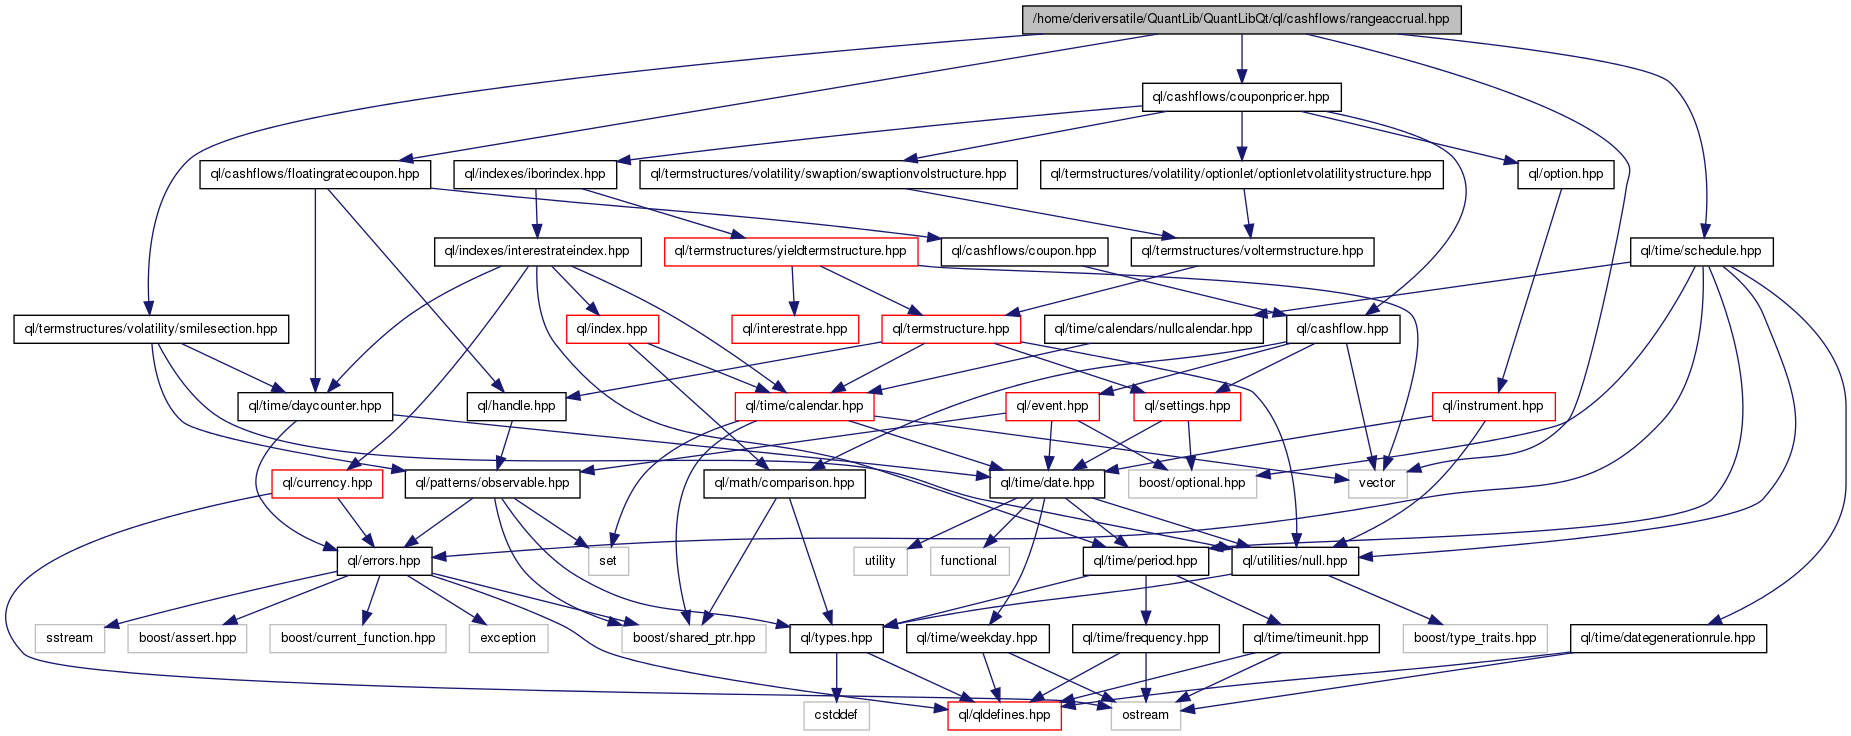 /home/deriversatile/QuantLib/QuantLibQt/ql/cashflows/rangeaccrual.hpp
ql/cashflows/couponpricer.hpp
ql/cashflows/floatingratecoupon.hpp
ql/indexes/iborindex.hpp
ql/termstructures/volatility/swaption/swaptionvolstructure.hpp
ql/termstructures/volatility/optionlet/optionletvolatilitystructure.hpp
ql/option.hpp
ql/indexes/interestrateindex.hpp
ql/termstructures/yieldtermstructure.hpp
ql/cashflows/coupon.hpp
ql/termstructures/voltermstructure.hpp
ql/time/schedule.hpp
ql/termstructures/volatility/smilesection.hpp
ql/index.hpp
ql/interestrate.hpp
ql/termstructure.hpp
ql/time/calendars/nullcalendar.hpp
ql/cashflow.hpp
ql/time/daycounter.hpp
ql/handle.hpp
ql/time/calendar.hpp
ql/event.hpp
ql/settings.hpp
ql/instrument.hpp
ql/currency.hpp
ql/patterns/observable.hpp
ql/math/comparison.hpp
ql/time/date.hpp
boost/optional.hpp
vector
ql/errors.hpp
set
utility
functional
ql/time/period.hpp
ql/utilities/null.hpp
sstream
boost/assert.hpp
boost/current_function.hpp
exception
boost/shared_ptr.hpp
ql/types.hpp
ql/time/weekday.hpp
ql/time/frequency.hpp
ql/time/timeunit.hpp
boost/type_traits.hpp
ql/time/dategenerationrule.hpp
cstddef
ql/qldefines.hpp
ostream